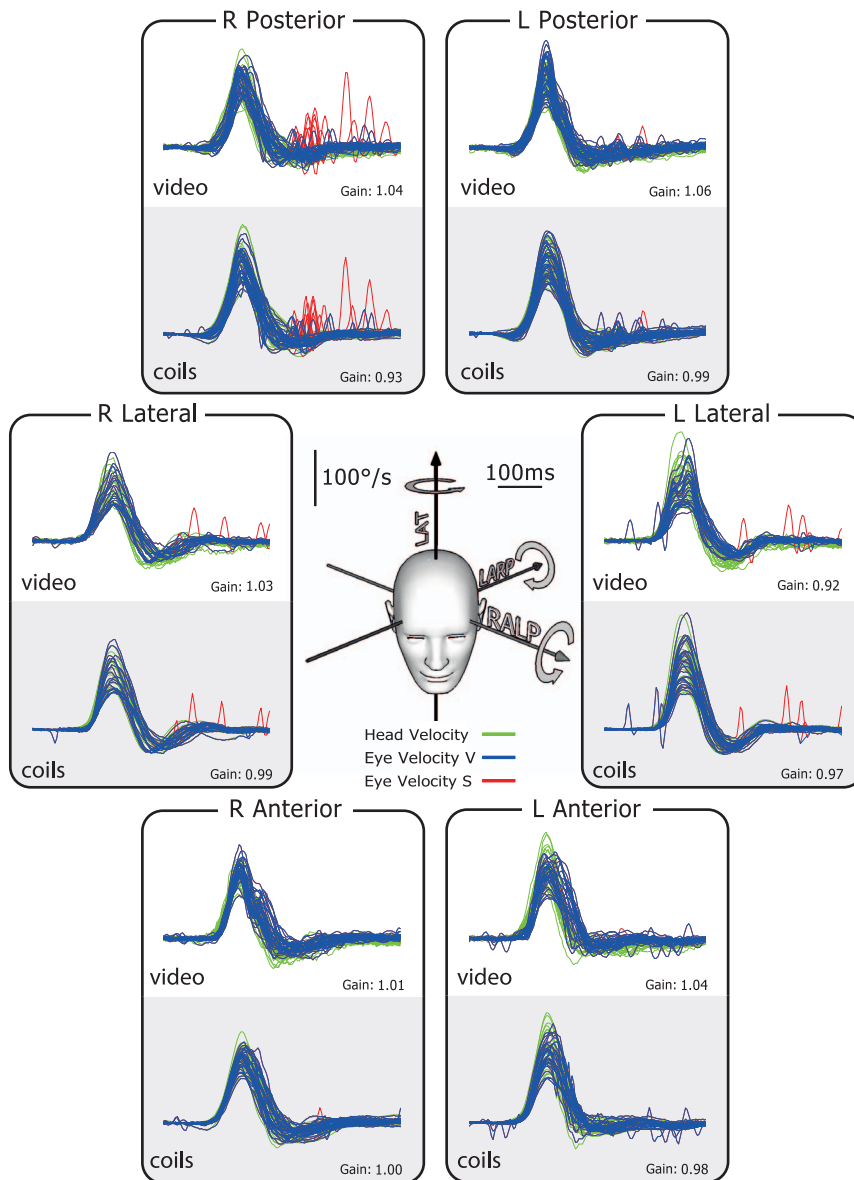 R Posterior
L Posterior
video
Gain: 1.04
video
Gain: 1.06
coils
Gain: 0.93
coils
Gain: 0.99
R Lateral
L Lateral
100°/s
100ms
LAT
LARP
RALP
video
Gain: 1.03
video
Gain: 0.92
Head Velocity
Eye Velocity V
Eye Velocity S
coils
Gain: 0.99
coils
Gain: 0.97
R Anterior
L Anterior
video
Gain: 1.01
video
Gain: 1.04
coils
Gain: 1.00
coils
Gain: 0.98